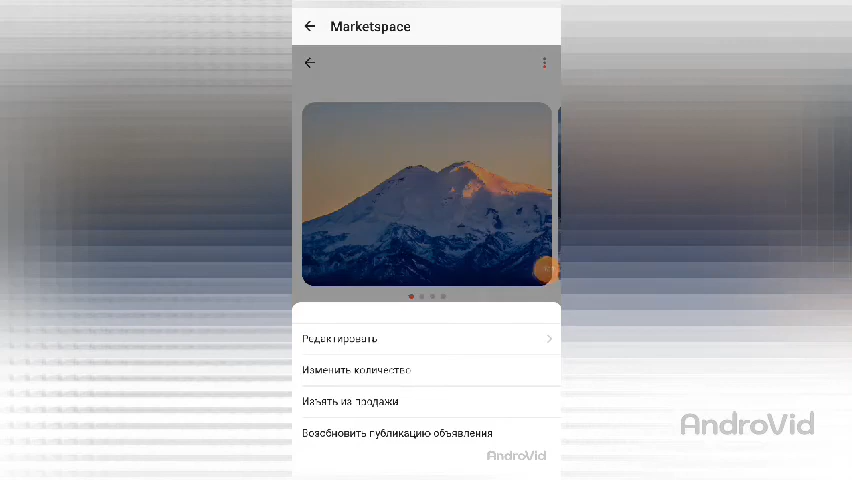 Marketspace
Редактировать
Изменить количество
Изъять из продажи
Возобновить публикацию объявления
AndroVid
AndroVid